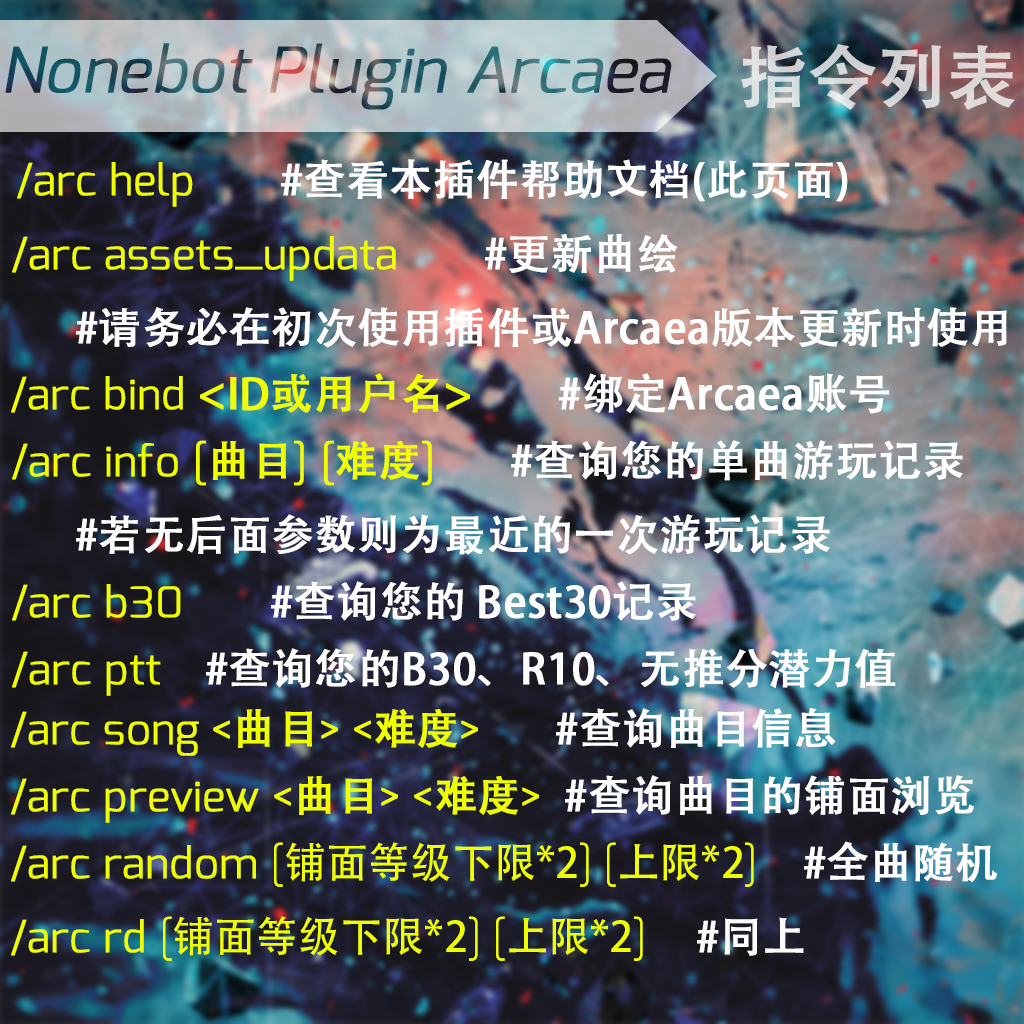 Nonebot Plugin Arcaea 指令列表
/arc help #查看本插件帮助文档(此页面)
/arc assets_updata #更新曲绘
#请务必在初次使用插件或Arcaea版本更新时使用
/arc bind <ID或用户名> #绑定Arcaea账号
/arc info [曲目] [难度] #查询您的单曲游玩记录
#若无后面参数则为最近的一次游玩记录
/arc b30 #查询您的 Best30记录
/arc ptt #查询您的B30、R10、无推分潜力值
/arc song <曲目> <难度> #查询曲目信息
/arc preview <曲目> <难度> #查询曲目的铺面浏览
/arc random [铺面等级下限*2] [上限*2] #全曲随机
/arc rd [铺面等级下限*2] [上限*2] #同上